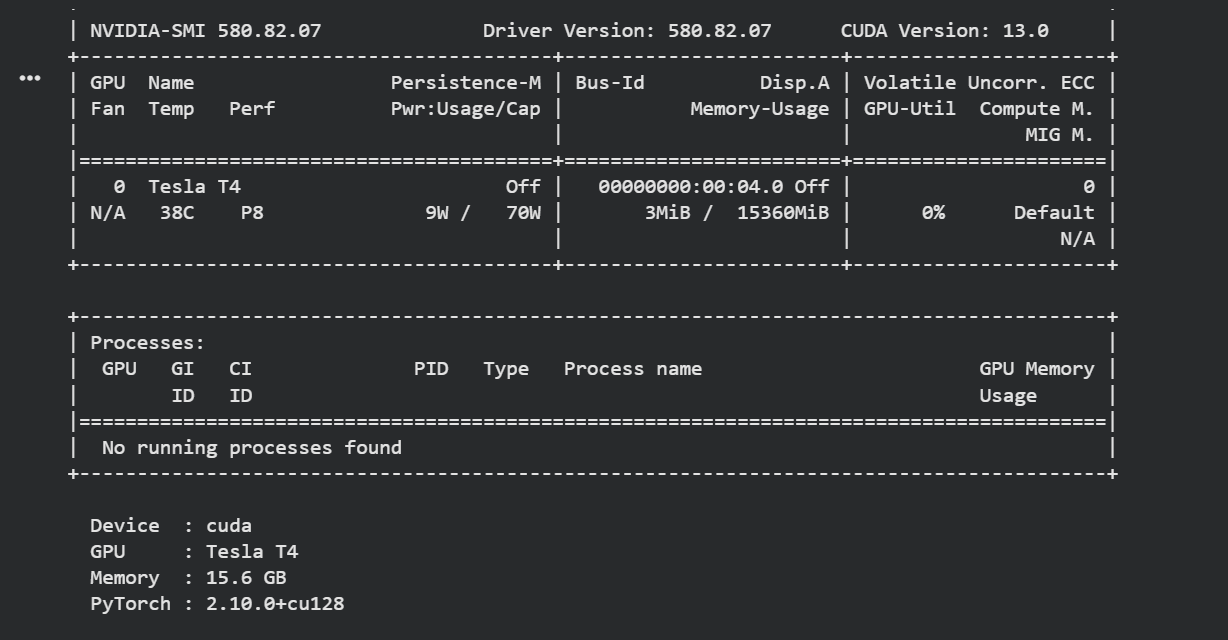 | NVIDIA-SMI 580.82.07              Driver Version: 580.82.07      CUDA Version: 13.0     |
+-----------------------------------------+------------------------+----------------------+
| GPU  Name                 Persistence-M | Bus-Id          Disp.A | Volatile Uncorr. ECC |
| Fan  Temp   Perf          Pwr:Usage/Cap |           Memory-Usage | GPU-Util  Compute M. |
|                                         |                        |               MIG M. |
|=========================================+========================+======================|
|   0  Tesla T4                       Off |   00000000:00:04.0 Off |                    0 |
| N/A   38C    P8              9W /   70W |       3MiB /  15360MiB |      0%      Default |
|                                         |                        |                  N/A |
+-----------------------------------------+------------------------+----------------------+
+-----------------------------------------------------------------------------------------+
| Processes:                                                                              |
|  GPU   GI   CI              PID   Type   Process name                        GPU Memory |
|        ID   ID                                                               Usage      |
|=========================================================================================|
|  No running processes found                                                             |
+-----------------------------------------------------------------------------------------+
Device  : cuda
GPU     : Tesla T4
Memory  : 15.6 GB
PyTorch : 2.10.0+cu128